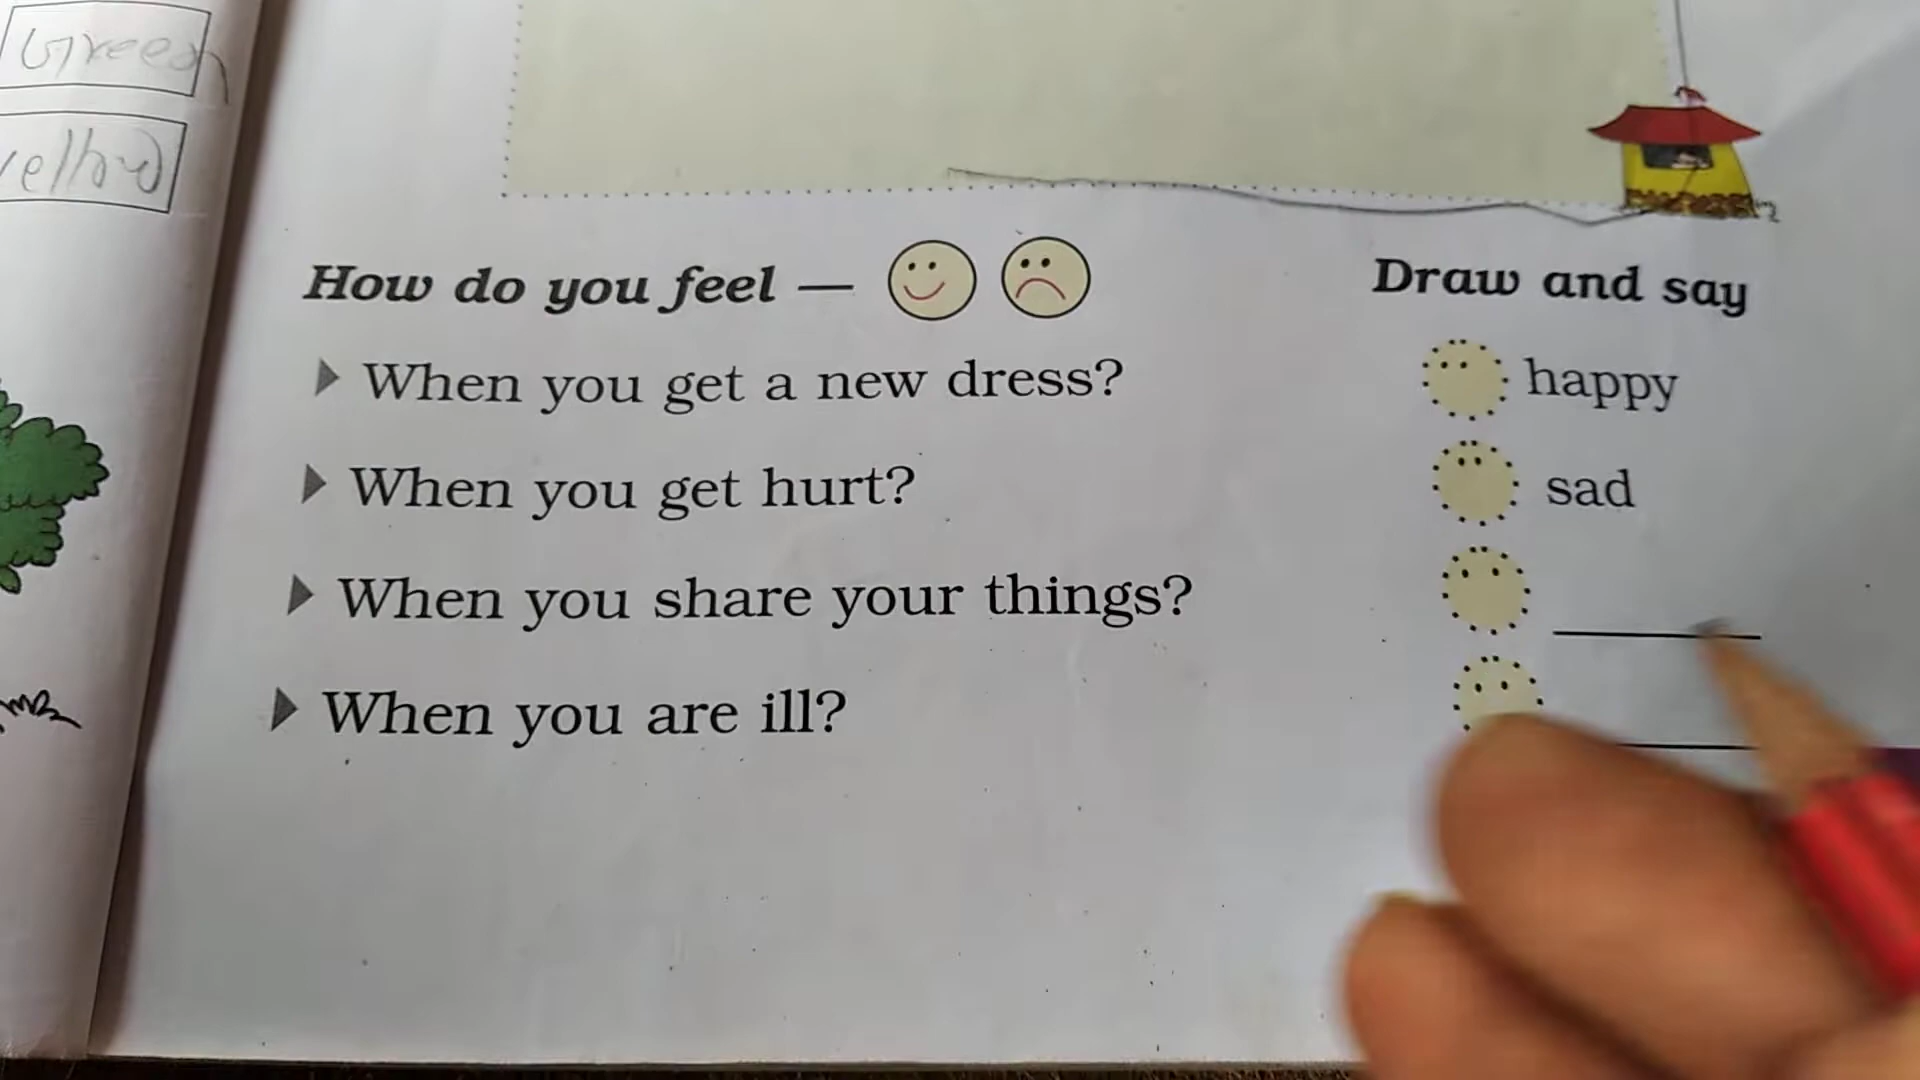 Green
yellow
How do you feel —
When you get a new dress?
When you get hurt?
When you share your things?
When you are ill?
Draw and say
happy
sad